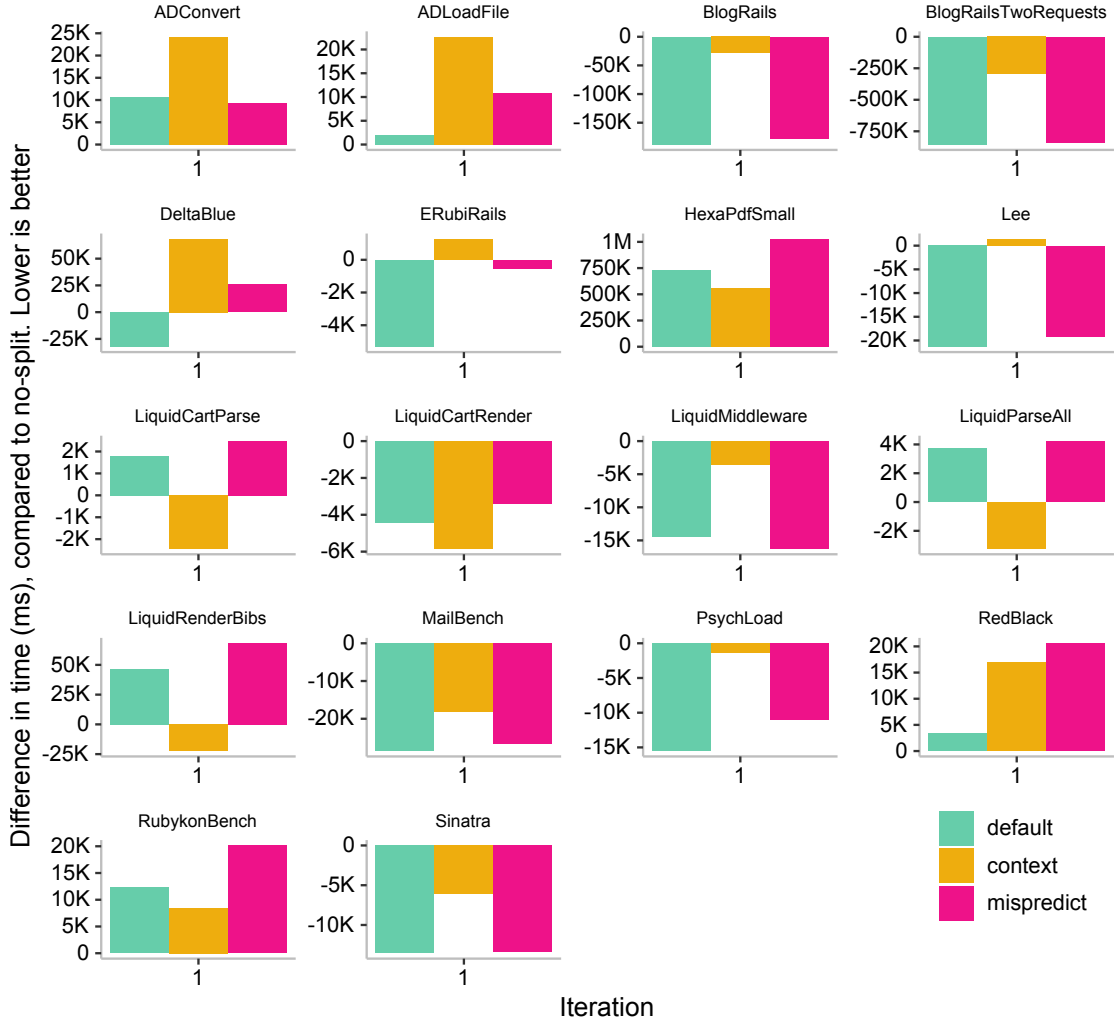 Difference in time (ms), compared to no-split. Lower is better
ADConvert
25K
20K
15K
10K
5K
0
1
ADLoadFile
20K
15K
10K
5K
0
1
BlogRails
0
-50K
-100K
-150K
1
BlogRailsTwoRequests
0
-250K
-500K
-750K
1
DeltaBlue
50K
25K
0
-25K
1
ERubiRails
0
-2K
-4K
1
HexaPdfSmall
1M
750K
500K
250K
0
1
Lee
0
-5K
-10K
-15K
-20K
1
LiquidCartParse
2K
1K
0
-1K
-2K
1
LiquidCartRender
0
-2K
-4K
-6K
1
LiquidMiddleware
0
-5K
-10K
-15K
1
LiquidParseAll
4K
2K
0
-2K
1
LiquidRenderBibs
50K
25K
0
-25K
1
MailBench
0
-10K
-20K
1
PsychLoad
0
-5K
-10K
-15K
1
RedBlack
20K
15K
10K
5K
0
1
RubykonBench
20K
15K
10K
5K
0
1
Sinatra
0
-5K
-10K
1
default
context
mispredict
Iteration